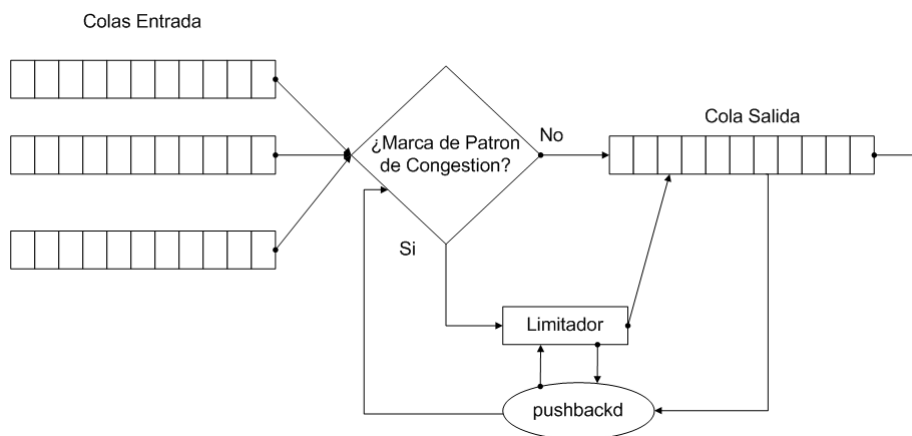 Colas Entrada
¿Marca de Patron
de Congestion?
No
Cola Salida
Si
Limitador
pushbackd